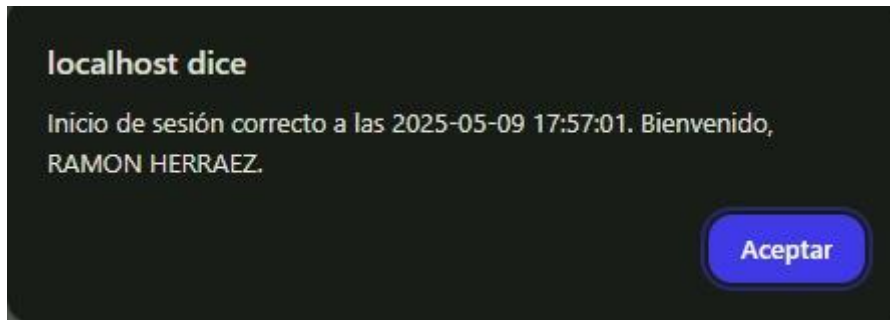 localhost dice
Inicio de sesión correcto a las 2025-05-09 17:57:01. Bienvenido,
RAMON HERRAEZ.
Aceptar